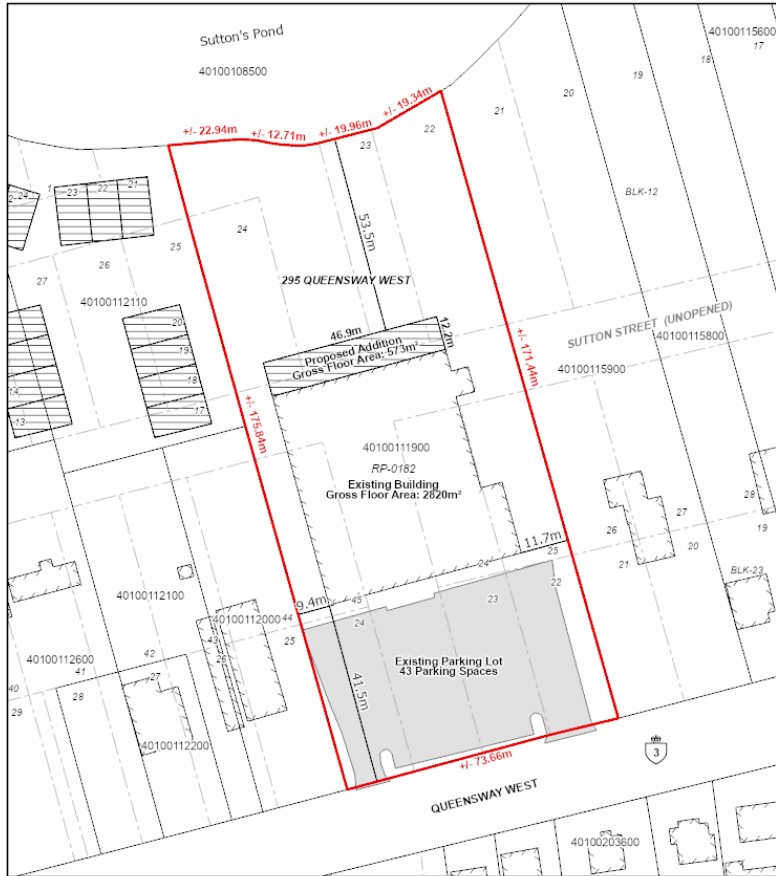 Sutton's Pond
40100108500
40100115600
17
18
19
20
21
22
23
+/- 22.94m
+/- 12.71m
+/- 19.96m
+/- 19.34m
24
25
26
27
2
24
1
23
22
21
BLK-12
53.5m
295 QUEENSWAY WEST
40100112110
20
19
18
17
14
13
46.9m
12.2m
Proposed Addition
Gross Floor Area: 573m²
SUTTON STREET (UNOPENED)
40100115800
40100115900
+/- 171.44m
+/- 175.84m
40100111900
RP-0182
Existing Building
Gross Floor Area: 2820m²
28
19
27
20
26
21
11.7m
25
22
24
23
BLK-23
9.4m
45
24
44
25
40100112100
40100112000
43
26
42
27
40100112600
41
28
40
29
Existing Parking Lot
43 Parking Spaces
41.5m
40100112200
+/- 73.66m
3
QUEENSWAY WEST
40100203600